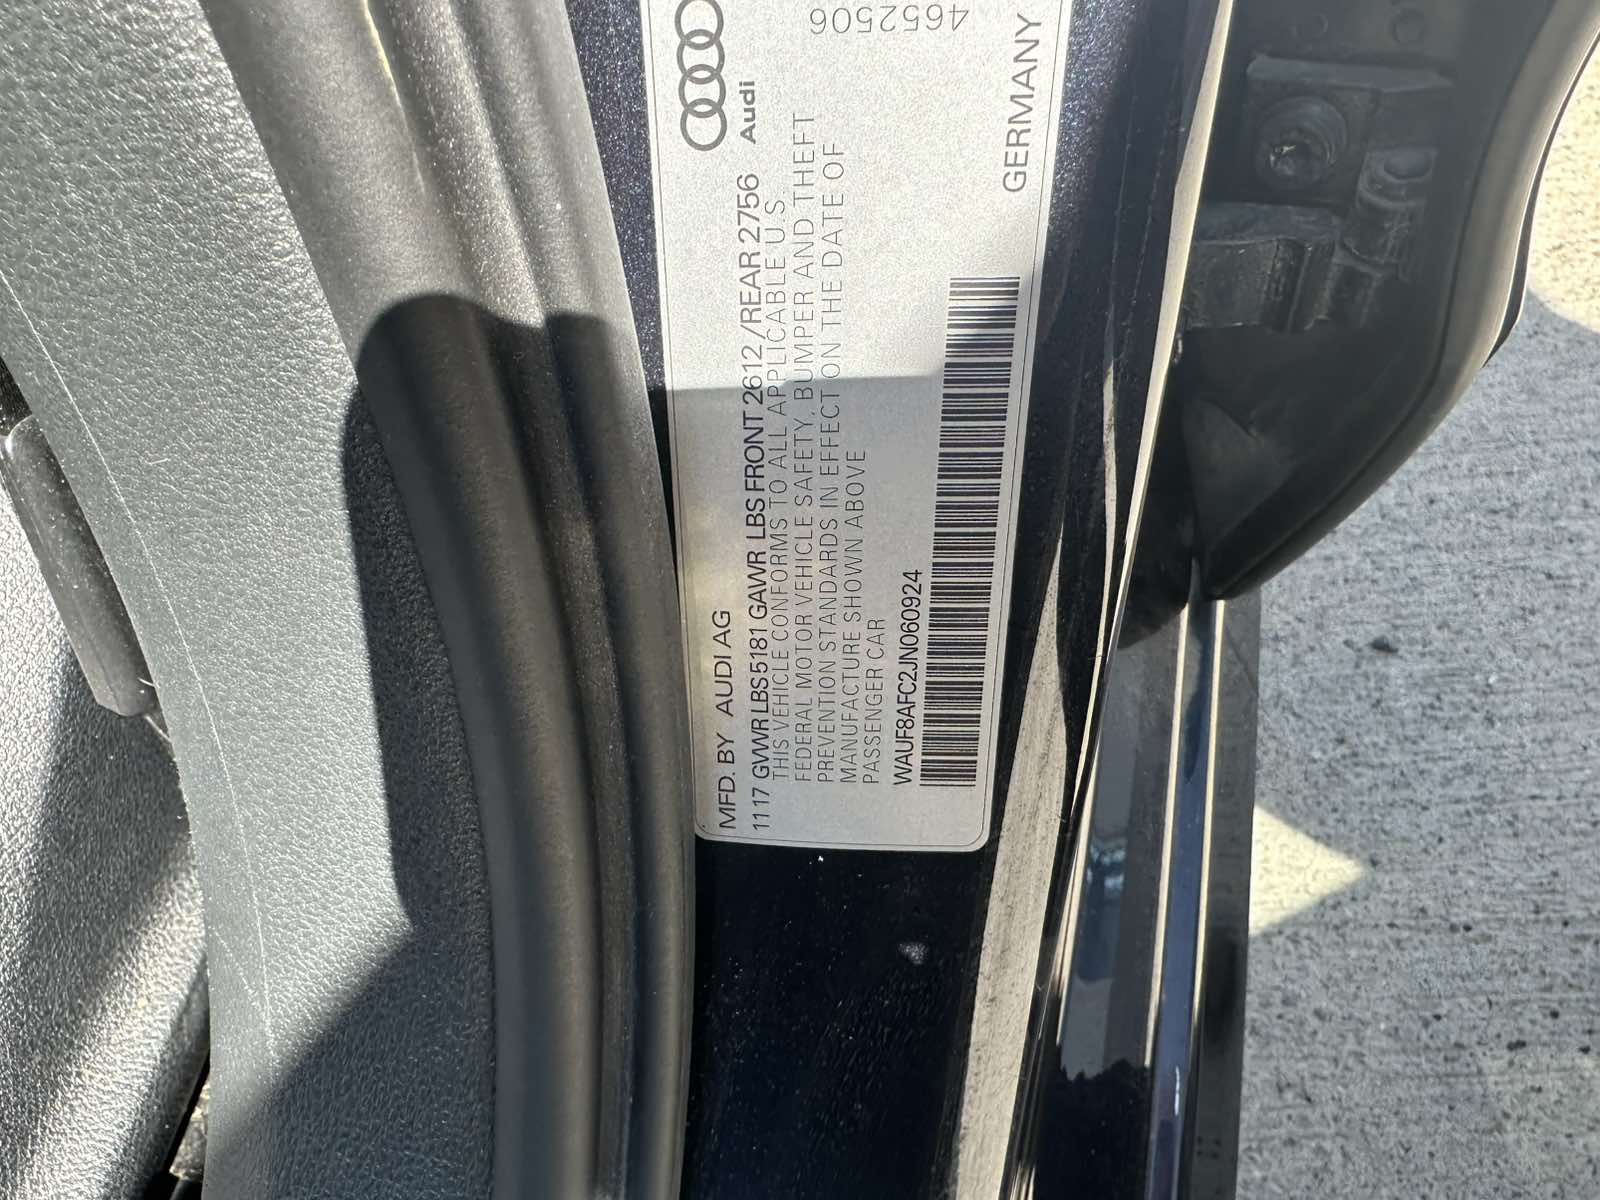 MFD. BY AUDI AG
Audi
11 17 GVWR LBS 5181 GAWR LBS FRONT 2612 /REAR 2756
THIS VEHICLE CONFORMS TO ALL APPLICABLE U.S.
FEDERAL MOTOR VEHICLE SAFETY, BUMPER AND THEFT
PREVENTION STANDARDS IN EFFECT ON THE DATE OF
MANUFACTURE SHOWN ABOVE
PASSENGER CAR
WAUF8AFC2JN060924
GERMANY
4652506